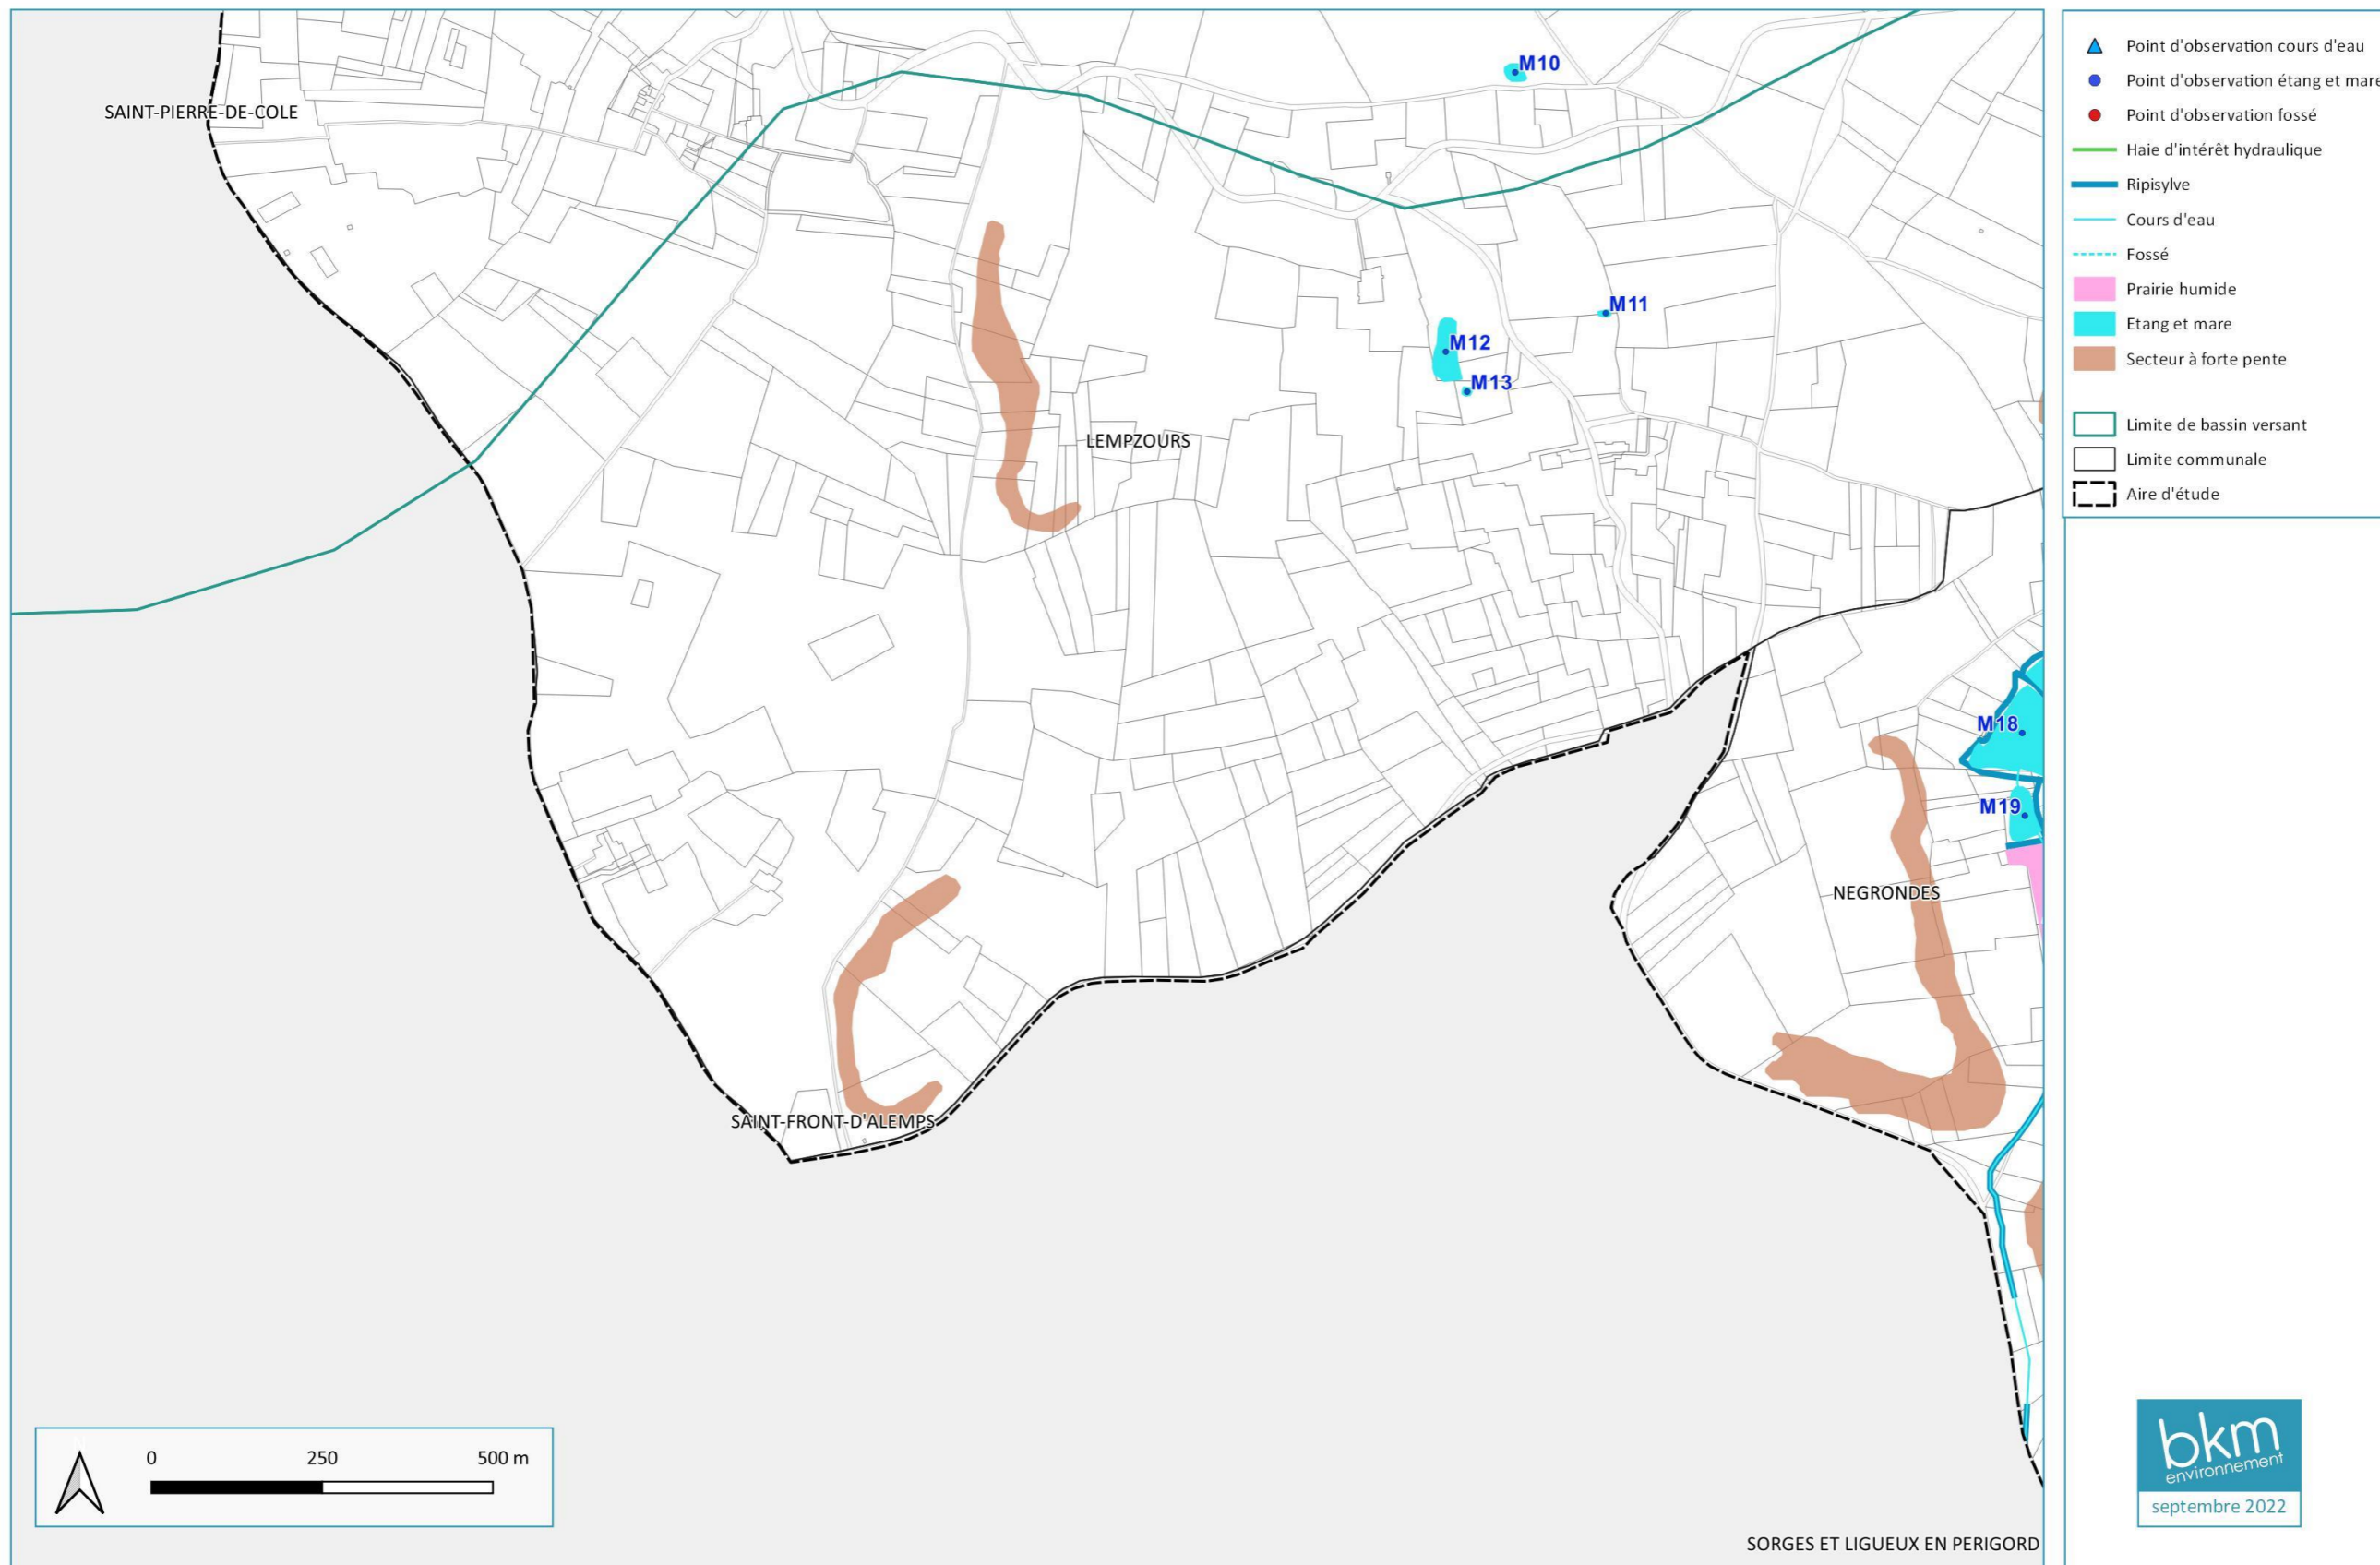 SAINT-PIERRE-DE-COLE
M10
M11
M12
M13
LEMPZOURS
M18
M19
NEGRONDES
SAINT-FRONT-D'ALEMPS
0 250 500 m
SORGES ET LIGUEUX EN PERIGORD
Point d'observation cours d'eau
Point d'observation étang et mare
Point d'observation fossé
Haie d'intérêt hydraulique
Ripisylve
Cours d'eau
Fossé
Prairie humide
Etang et mare
Secteur à forte pente
Limite de bassin versant
Limite communale
Aire d'étude
bkm
environnement
septembre 2022